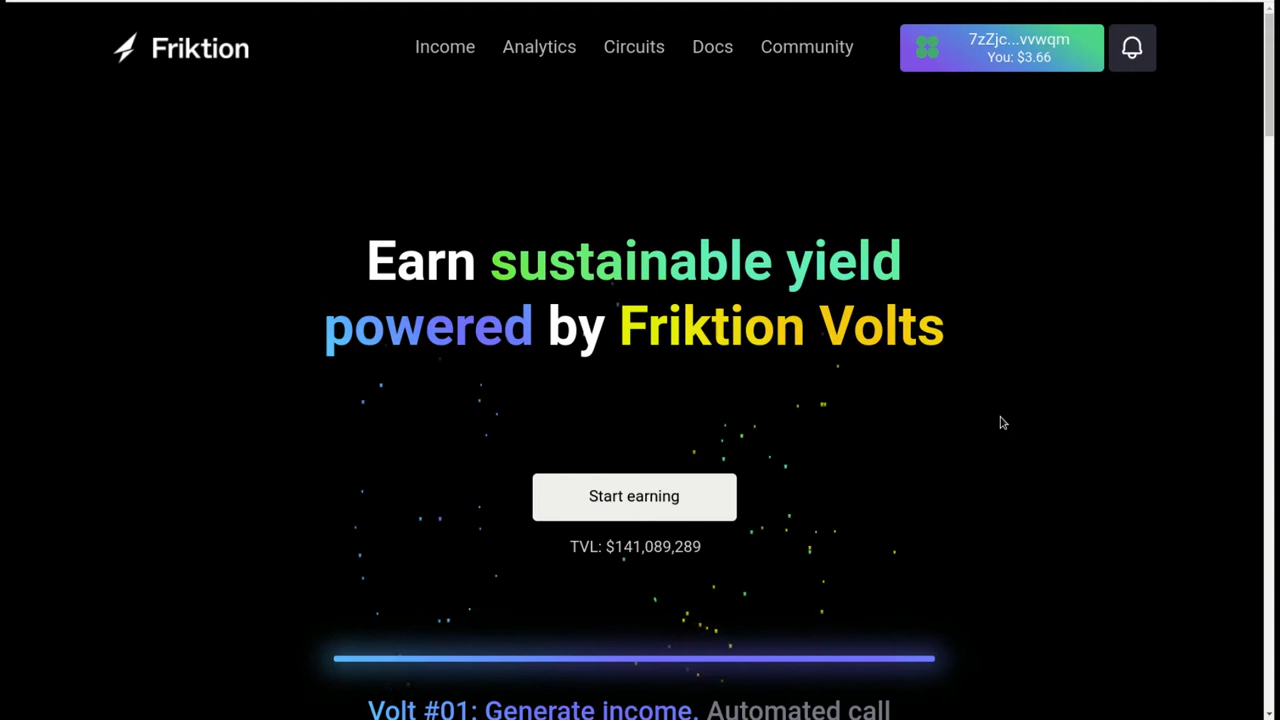 Friktion
Income Analytics Circuits Docs Community
7zZjc...vvwqm
You: $3.66
Earn sustainable yield
powered by Friktion Volts
Start earning
TVL: $141,089,289
Volt #01: Generate income. Automated call